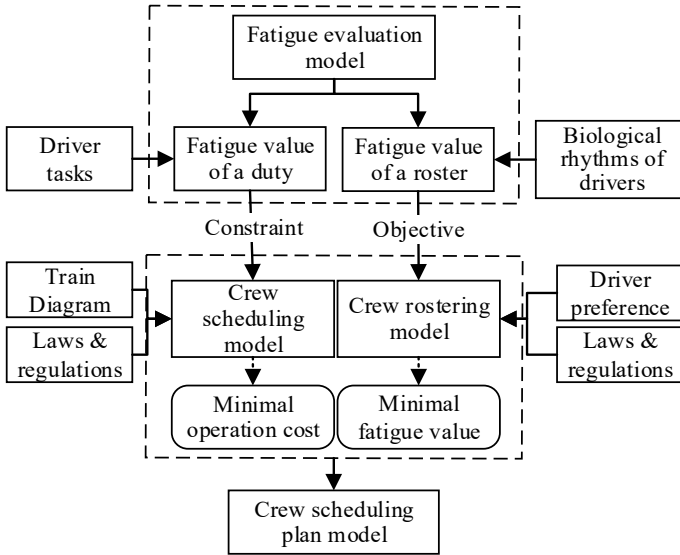 Fatigue evaluation
model
Driver
tasks
Fatigue value
of a duty
Fatigue value
of a roster
Biological
rhythms of
drivers
Constraint
Objective
Train
Diagram
Laws &
regulations
Crew
scheduling
model
Crew rostering
model
Driver
preference
Laws &
regulations
Minimal
operation cost
Minimal
fatigue value
Crew scheduling
plan model